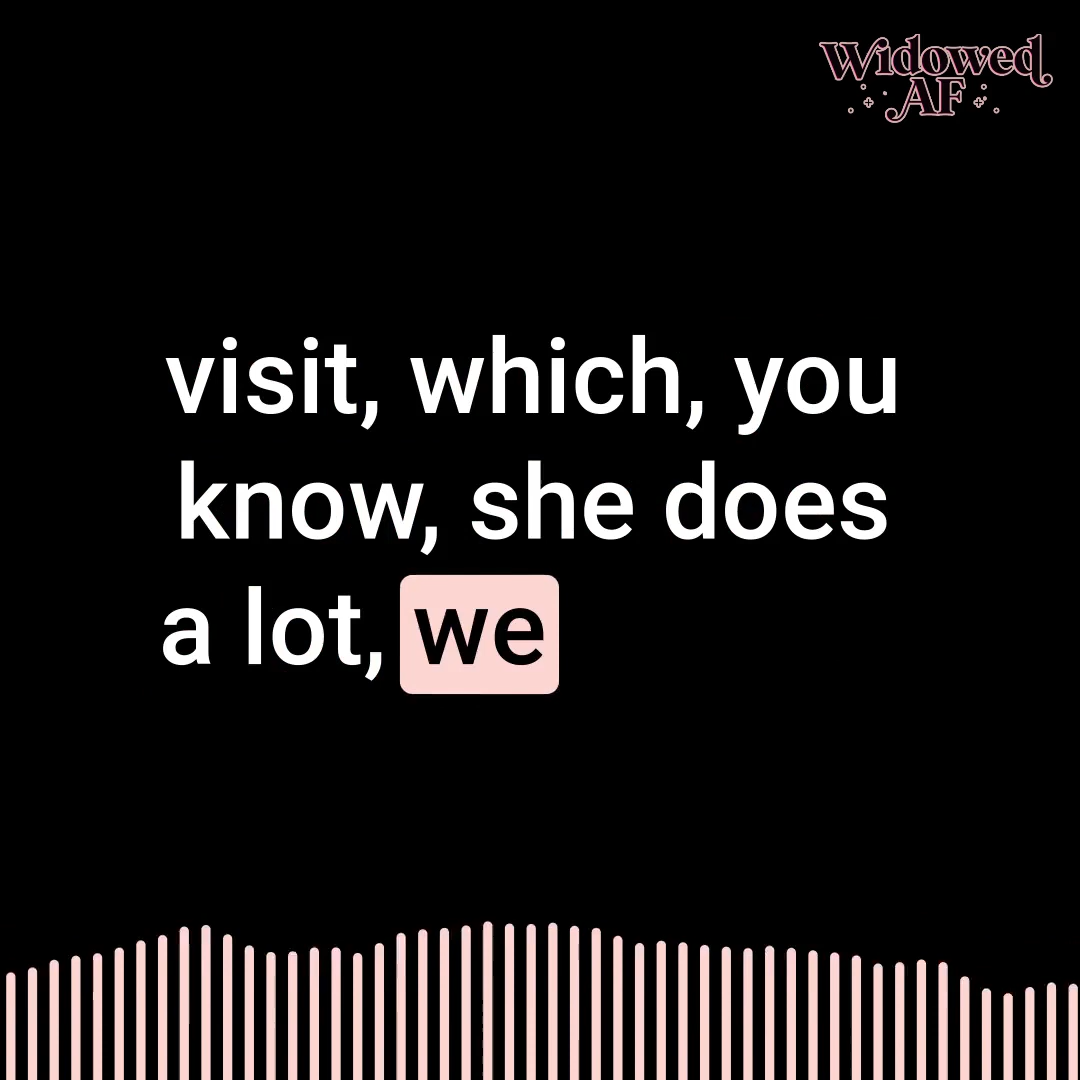 Widowed
AF
visit, which, you
know, she does
a lot, we